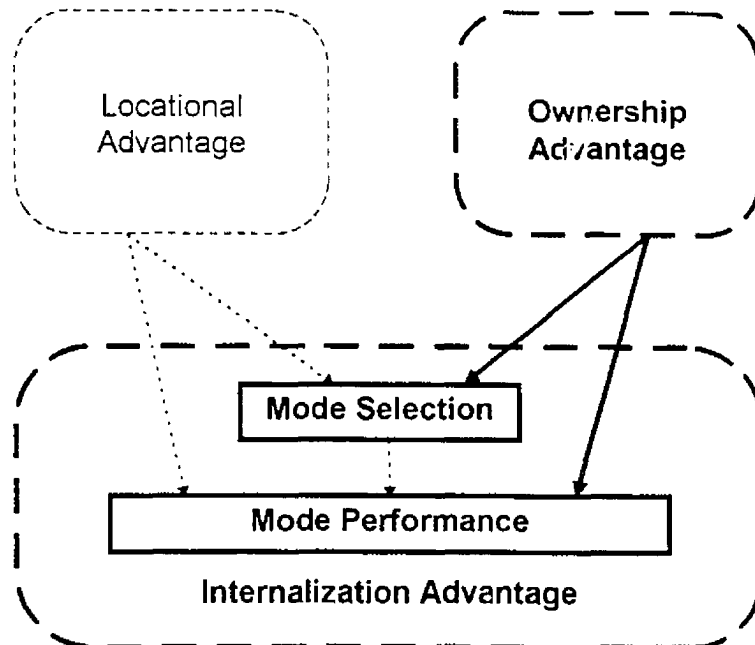 Locational
Advantage
Ownership
Advantage
Mode Selection
Mode Performance
Internalization Advantage